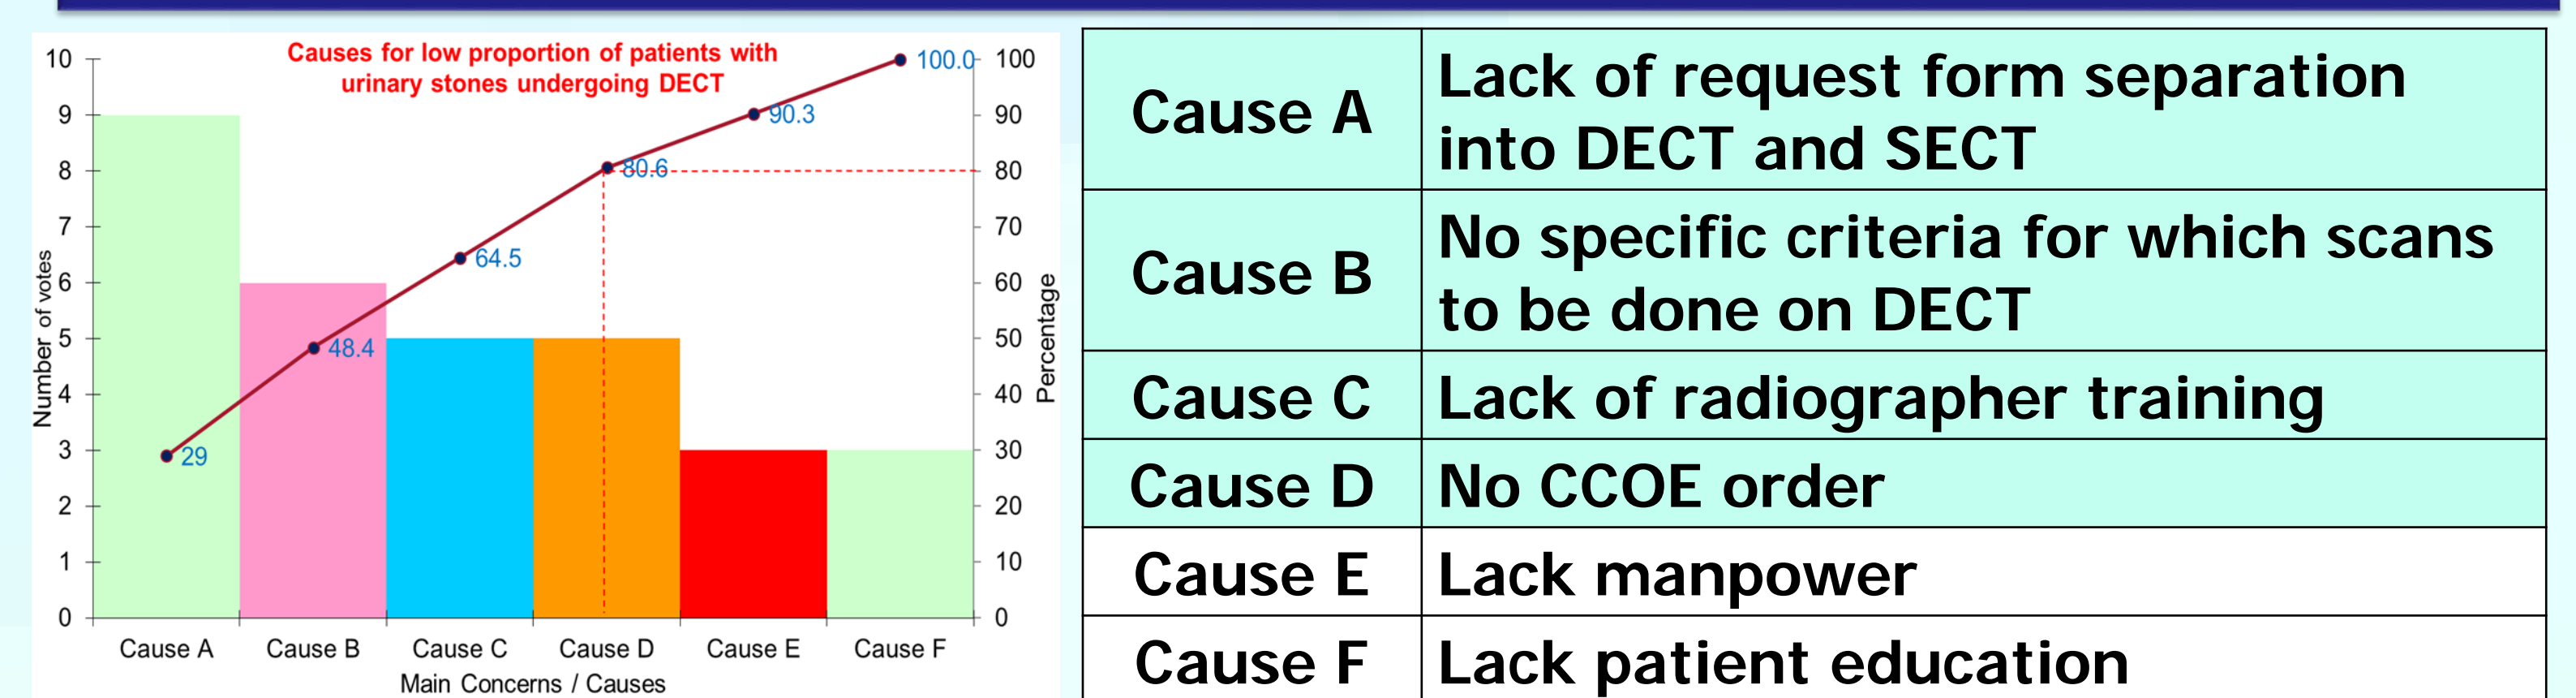 Causes for low proportion of patients with
urinary stones undergoing DECT
Number of votes
10
9
8
7
6
5
4
3
2
1
0
29
48.4
64.5
80.6
90.3
100.0
100
90
80
70
60
50
40
30
20
10
0
Percentage
Cause A Cause B Cause C Cause D Cause E Cause F
Main Concerns / Causes
Cause A
Lack of request form separation
into DECT and SECT
Cause B
No specific criteria for which scans
to be done on DECT
Cause C Lack of radiographer training
Cause D No CCOE order
Cause E Lack manpower
Cause F Lack patient education